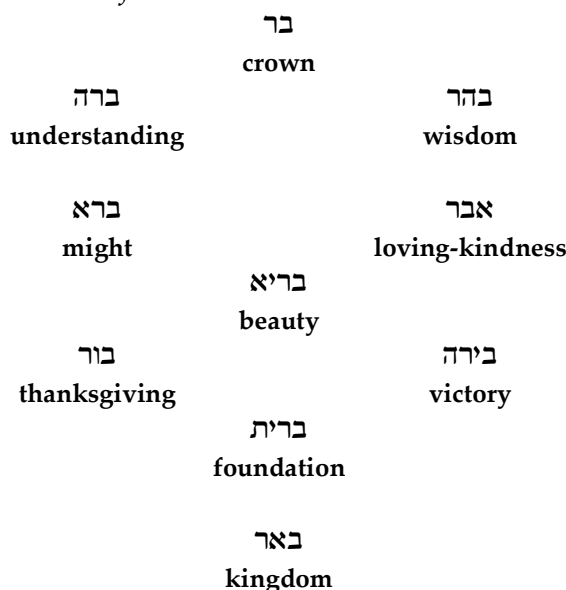 בר
crown
ברה
understanding
בהר
wisdom
ברא
might
אבר
loving-kindness
בריא
beauty
בור
thanksgiving
בירה
victory
ברית
foundation
באר
kingdom